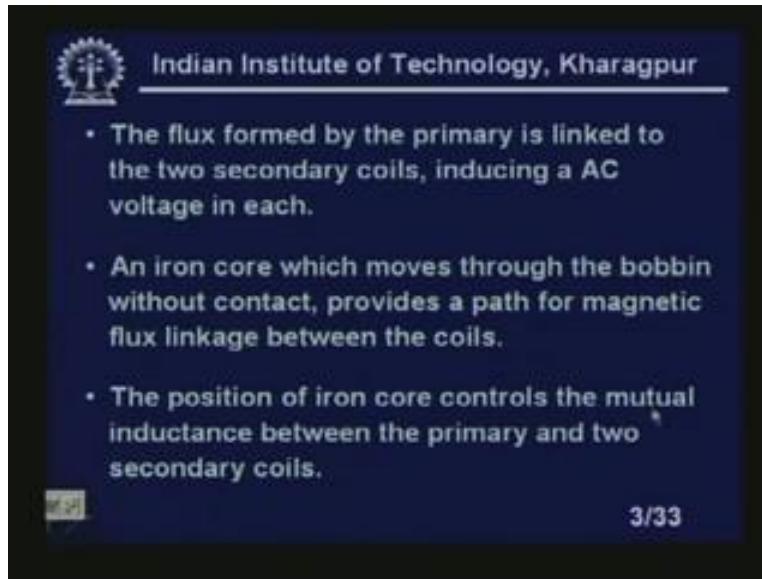 Indian Institute of Technology, Kharagpur
• The flux formed by the primary is linked to
the two secondary coils, inducing a AC
voltage in each.
• An iron core which moves through the bobbin
without contact, provides a path for magnetic
flux linkage between the coils.
• The position of iron core controls the mutual
inductance between the primary and two
secondary coils.
3/33